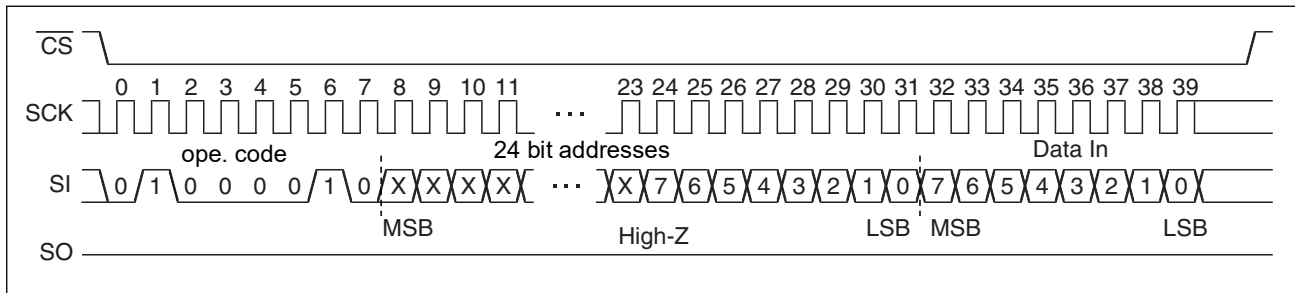 CS
0 1 2 3 4 5 6 7 8 9 10 11 23 24 25 26 27 28 29 30 31 32 33 34 35 36 37 38 39
SCK ...
ope. code 24 bit addresses Data In
SI 0 1 0 0 0 0 1 0 X X X X ... X 7 6 5 4 3 2 1 0 7 6 5 4 3 2 1 0
MSB High-Z LSB MSB LSB
SO